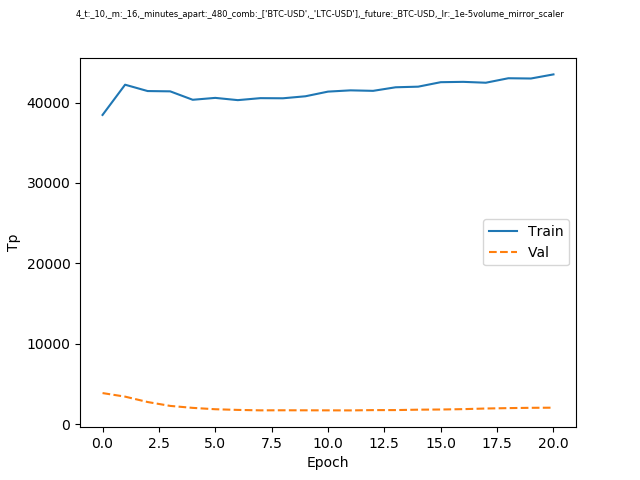 4_t:_10,_m:_16,_minutes_apart:_480_comb:_['BTC-USD',_'LTC-USD'],_future:_BTC-USD,_lr:_1e-5volume_mirror_scaler
40000
30000
20000
10000
0
Tp
Train
Val
0.0 2.5 5.0 7.5 10.0 12.5 15.0 17.5 20.0
Epoch